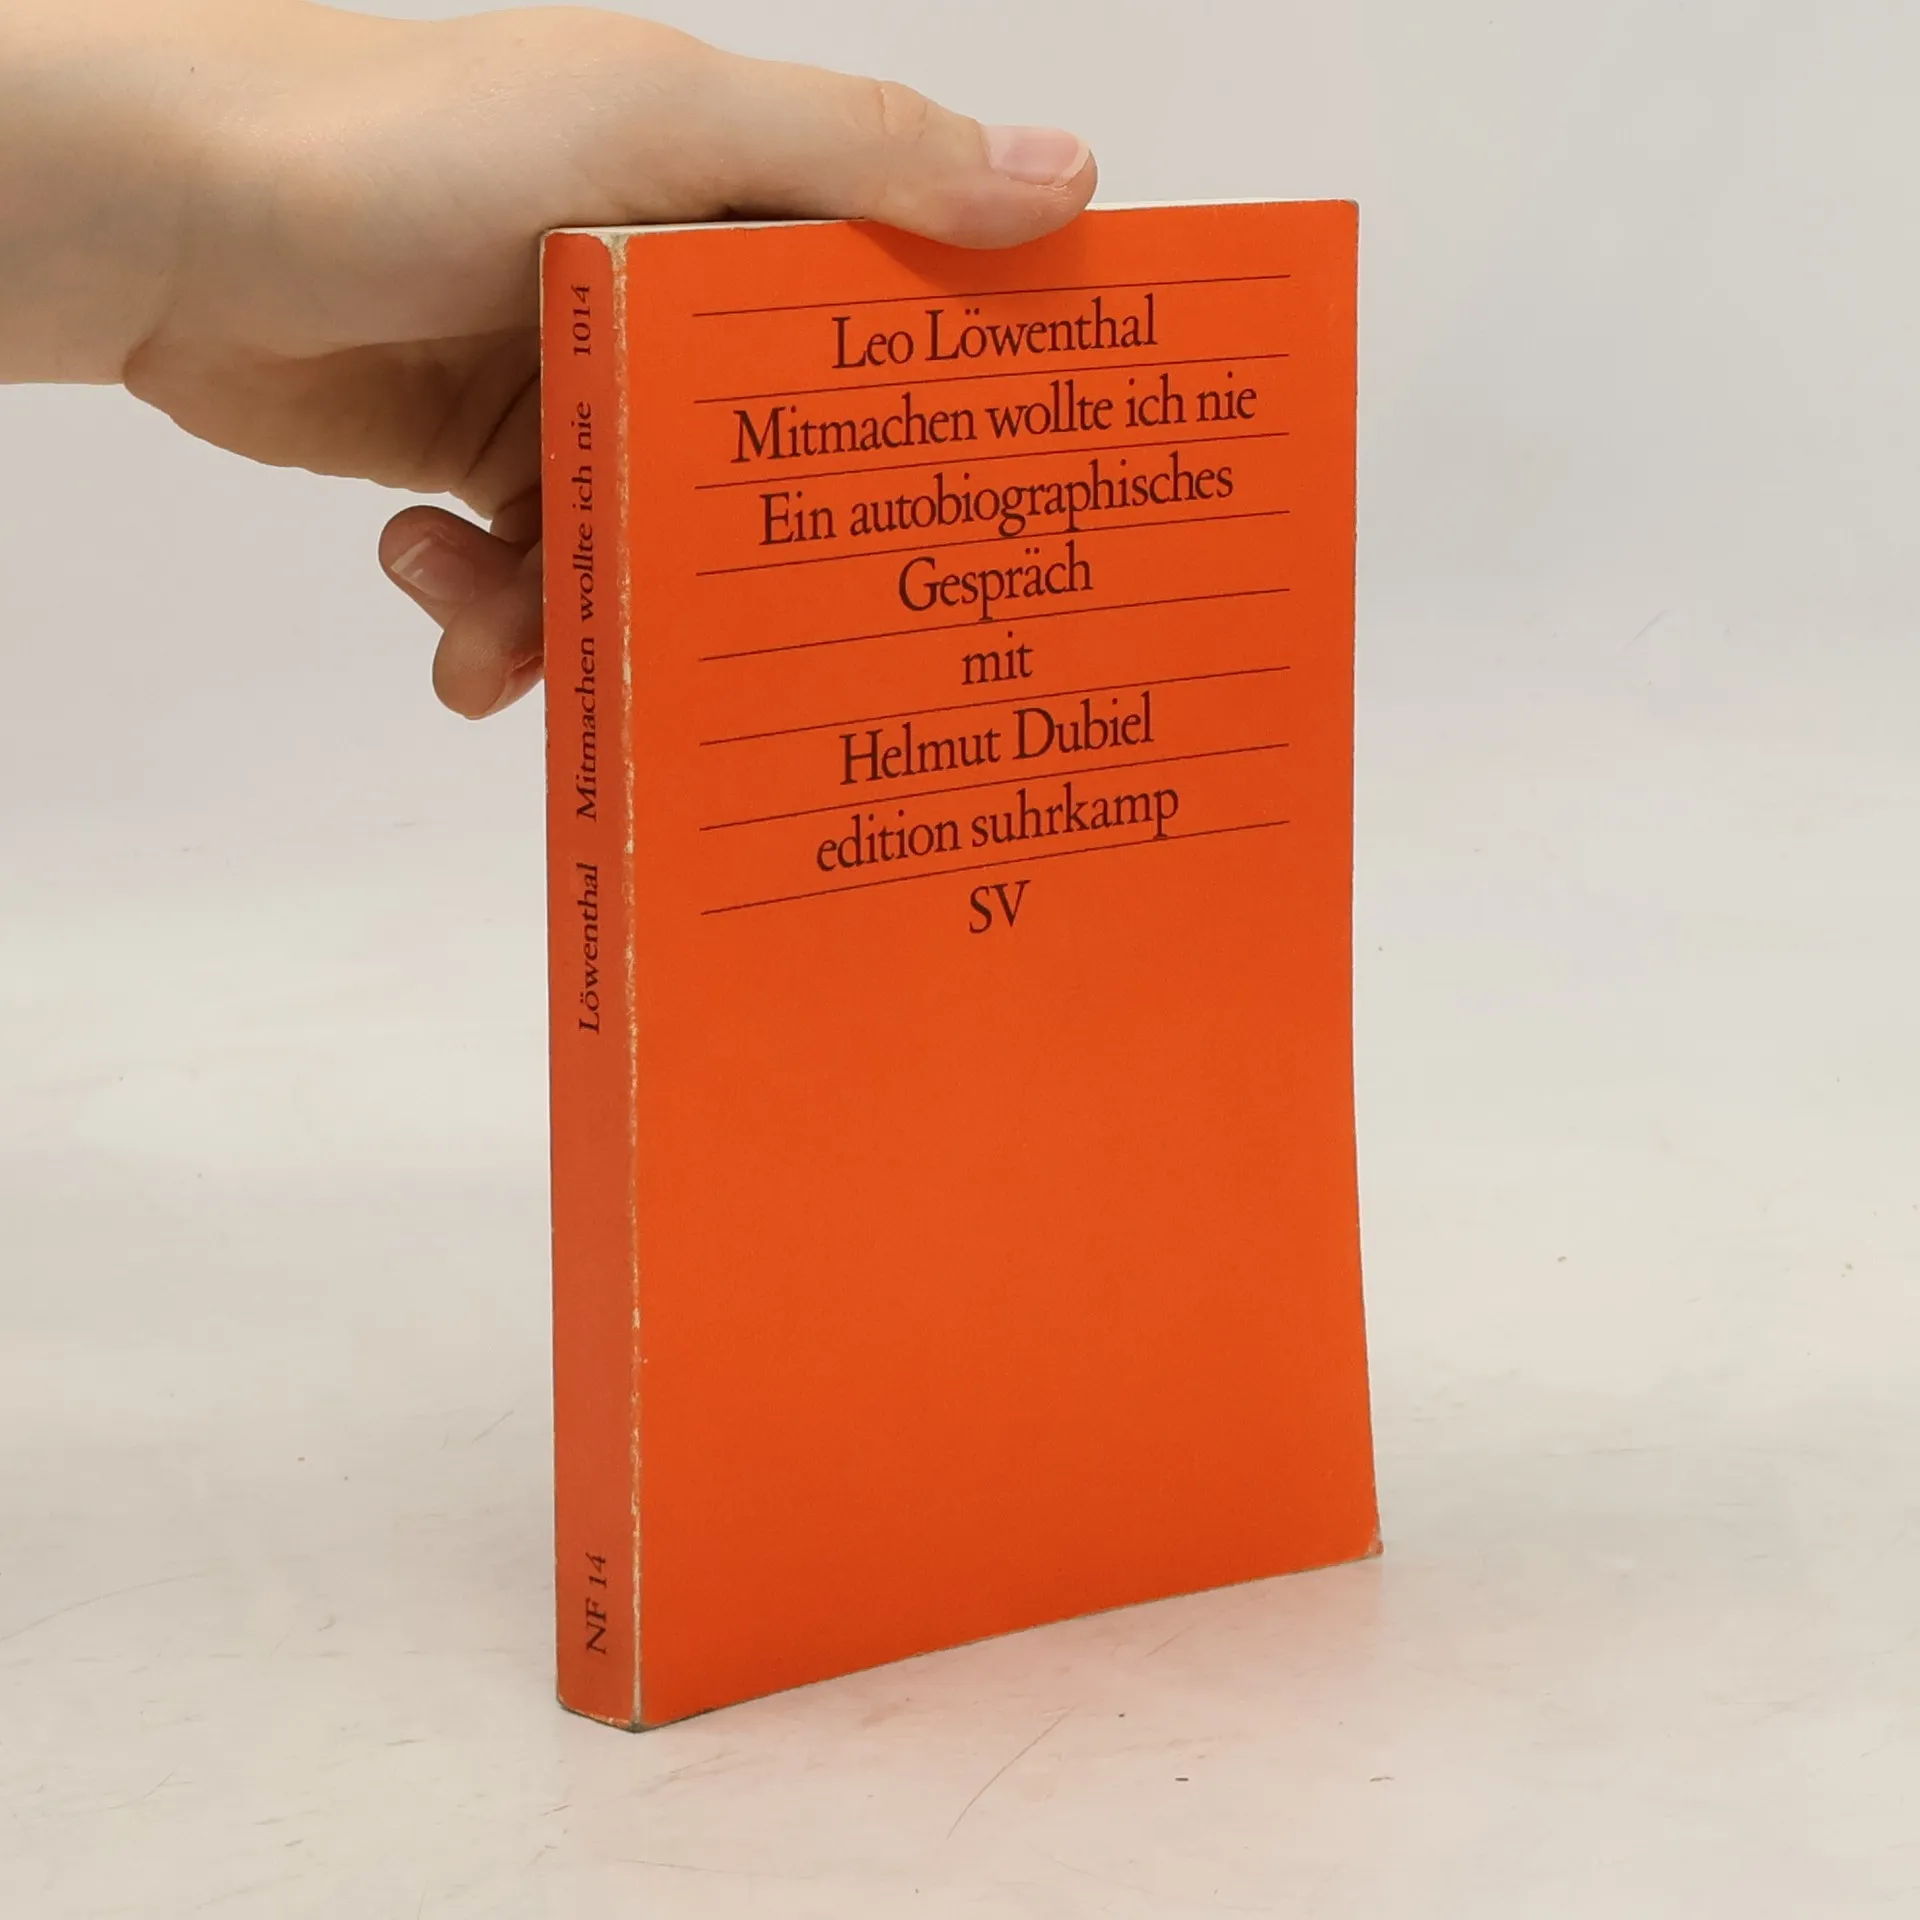 Leo Löwenthal
Mitmachen wollte ich nie
Ein autobiographisches
Gespräch
mit
Helmut Dubiel
edition suhrkamp
SV
Löwenthal Mitmachen wollte ich nie 1014
NF 14